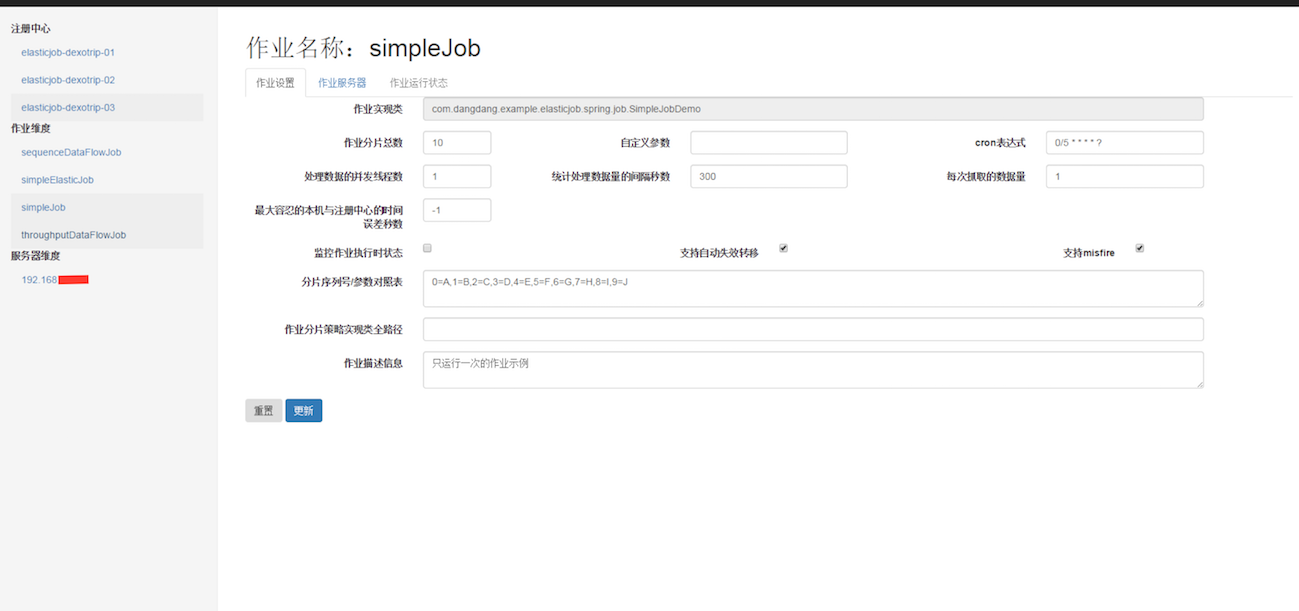 注册中心
elasticjob-dexotrip-01
elasticjob-dexotrip-02
elasticjob-dexotrip-03
作业维度
sequenceDataFlowJob
simpleElasticJob
simpleJob
throughputDataFlowJob
服务器维度
192.168
作业名称：simpleJob
作业设置 作业服务器 作业运行状态
作业实现类 com.dangdang.example.elasticjob.spring.job.SimpleJobDemo
作业分片总数 10 自定义参数 cron表达式 0/5 * * * * ?
处理数据的并发线程数 1 统计处理数据量的间隔秒数 300 每次抓取的数据量 1
最大容忍的本机与注册中心的时间 -1
误差秒数
监控作业执行时状态 支持自动失效转移 支持misfire
分片序列号/参数对照表 0=A,1=B,2=C,3=D,4=E,5=F,6=G,7=H,8=I,9=J
作业分片策略实现类全路径
作业描述信息 只运行一次的作业示例
重置 更新